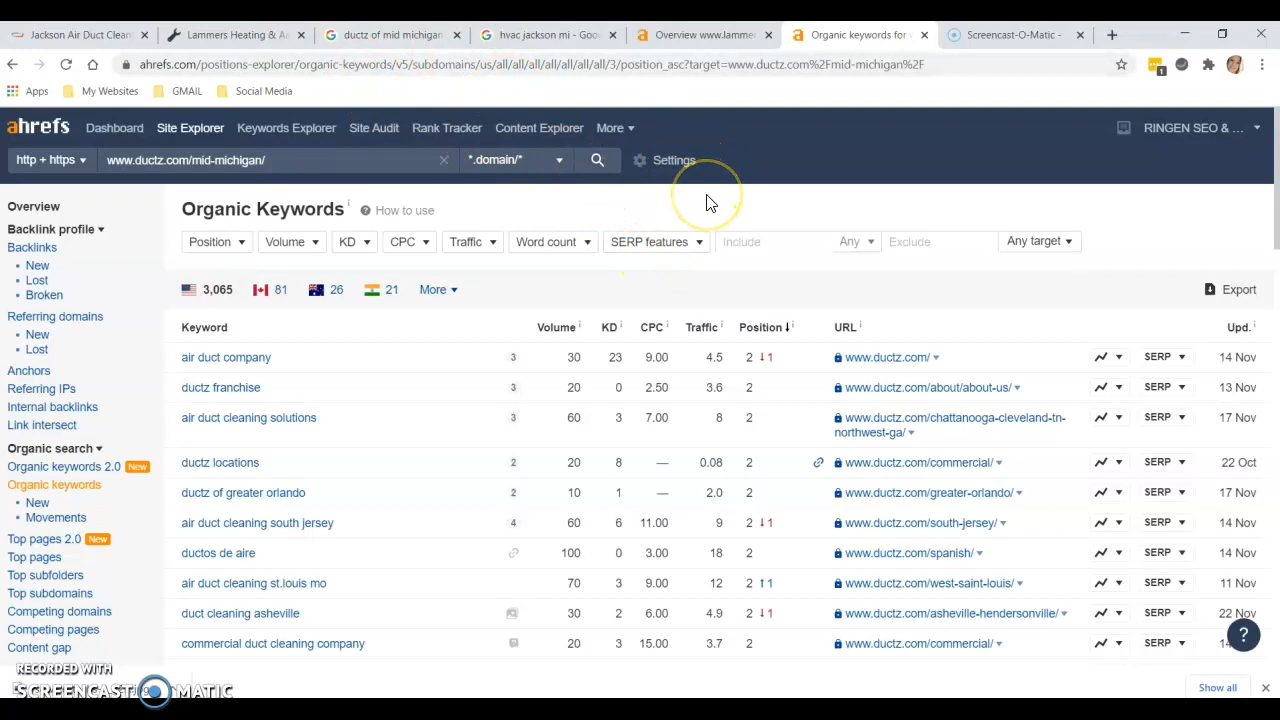 Jackson Air Duct Clean
Lammers Heating & Ai
ductz of mid michigan
hvac jackson mi - Goo
Overview www.lamme
Organic keywords for w
Screencast-O-Matic -
ahrefs.com/positions-explorer/organic-keywords/v5/subdomains/us/all/all/all/all/all/all/3/position_asc?target=www.ductz.com%2Fmid-michigan%2F
1
Apps
My Websites
GMAIL
Social Media
ahrefs
Dashboard
Site Explorer
Keywords Explorer
Site Audit
Rank Tracker
Content Explorer
More
RINGEN SEO & ...
http + https
www.ductz.com/mid-michigan/
*.domain/*
Settings
Overview
Backlink profile
Backlinks
New
Lost
Broken
Referring domains
New
Lost
Anchors
Referring IPs
Internal backlinks
Link intersect
Organic search
Organic keywords 2.0 New
Organic keywords
New
Movements
Top pages 2.0 New
Top pages
Top subfolders
Top subdomains
Competing domains
Competing pages
Content gap
Organic Keywords
How to use
Position
Volume
KD
CPC
Traffic
Word count
SERP features
Include
Any
Exclude
Any target
3,065
81
26
21
More
Export
Keyword Volume KD CPC Traffic Position URL Upd.
air duct company 3 30 23 9.00 4.5 2 ↓1 www.ductz.com/ SERP 14 Nov
ductz franchise 3 20 0 2.50 3.6 2 www.ductz.com/about/about-us/ SERP 13 Nov
air duct cleaning solutions 3 60 3 7.00 8 2 www.ductz.com/chattanooga-cleveland-tn- SERP 17 Nov
northwest-ga/
ductz locations 2 20 8 — 0.08 2 www.ductz.com/commercial/ SERP 22 Oct
ductz of greater orlando 2 10 1 — 2.0 2 www.ductz.com/greater-orlando/ SERP 17 Nov
air duct cleaning south jersey 4 60 6 11.00 9 2 ↓1 www.ductz.com/south-jersey/ SERP 14 Nov
ductos de aire 100 0 3.00 18 2 www.ductz.com/spanish/ SERP 14 Nov
air duct cleaning st.louis mo 70 3 9.00 12 2 ↑1 www.ductz.com/west-saint-louis/ SERP 11 Nov
duct cleaning asheville 30 2 6.00 4.9 2 ↓1 www.ductz.com/asheville-hendersonville/ SERP 22 Nov
commercial duct cleaning company 20 3 15.00 3.7 2 www.ductz.com/commercial/ SERP
?
RECORDED WITH
SCREENCAST-O-MATIC
Show all